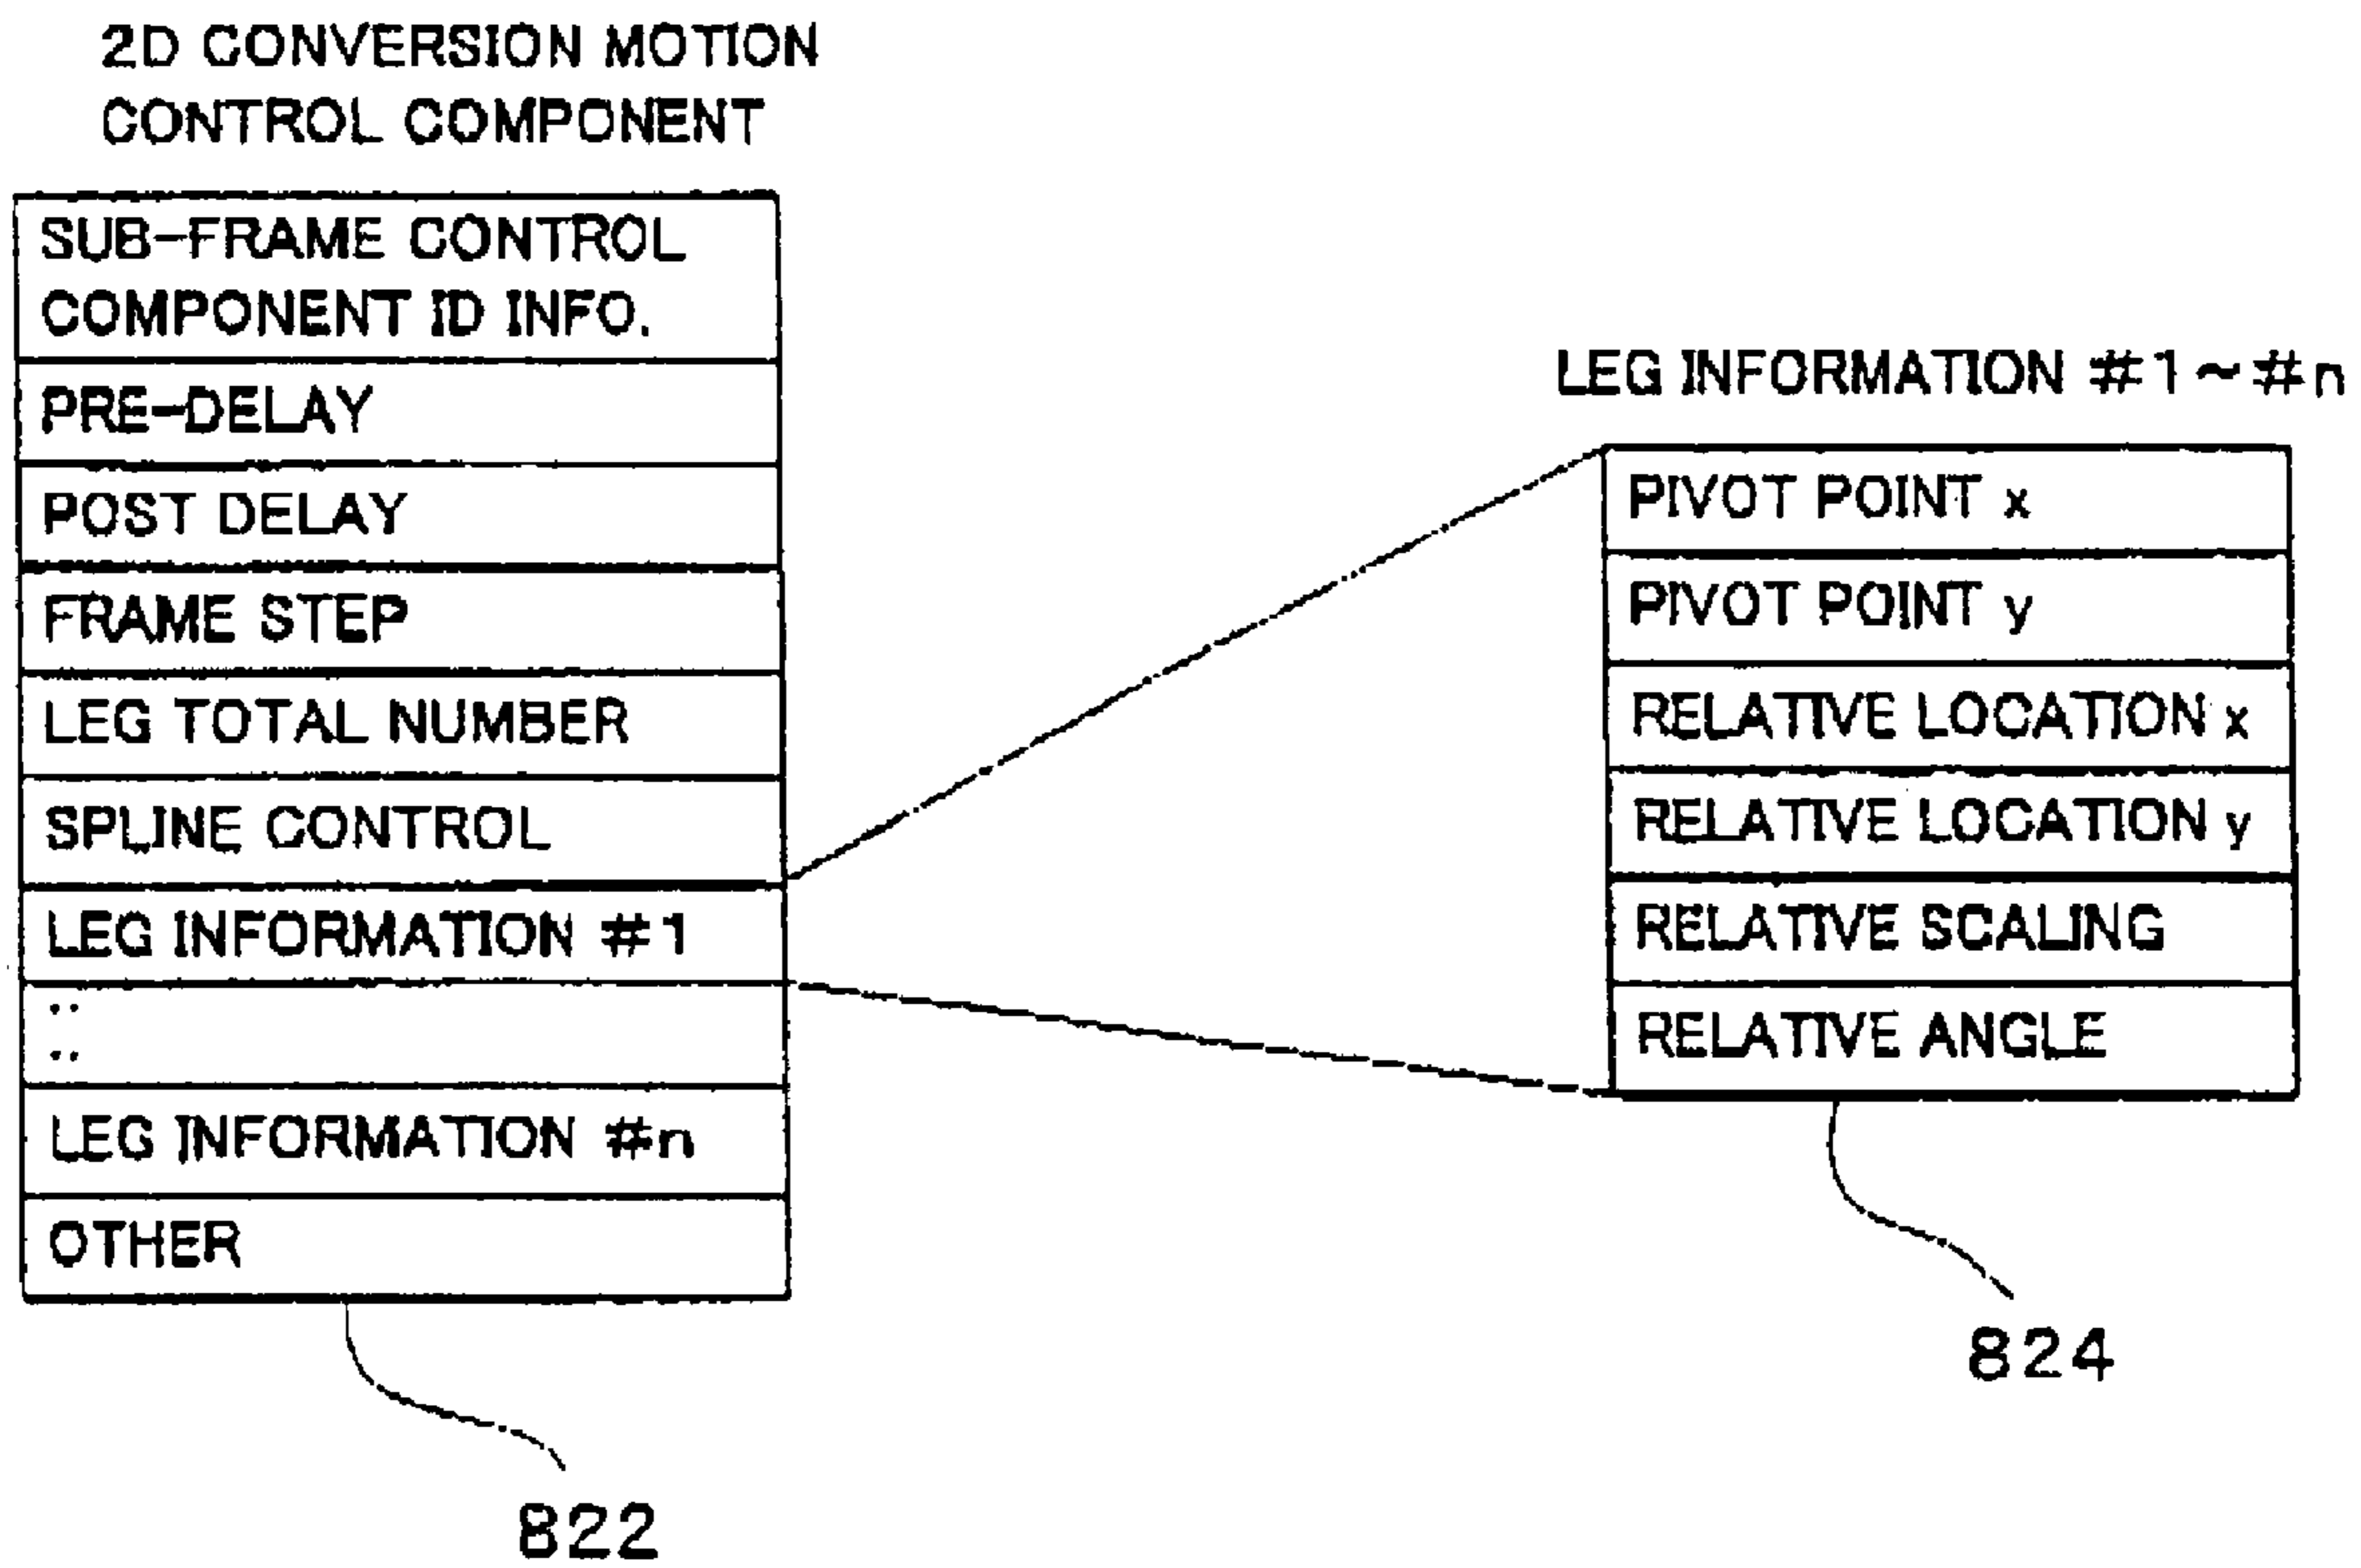 2D CONVERSION MOTION
CONTROL COMPONENT
SUB-FRAME CONTROL
COMPONENT ID INFO.
PRE-DELAY
POST DELAY
FRAME STEP
LEG TOTAL NUMBER
SPLINE CONTROL
LEG INFORMATION #1
:
:
LEG INFORMATION #n
OTHER
822
LEG INFORMATION #1~#n
PIVOT POINT x
PIVOT POINT y
RELATIVE LOCATION x
RELATIVE LOCATION y
RELATIVE SCALING
RELATIVE ANGLE
824